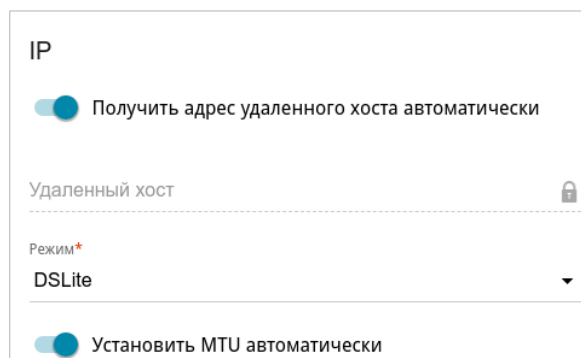 IP
Получить адрес удаленного хоста автоматически
Удаленный хост
Режим*
DSLite
Установить MTU автоматически